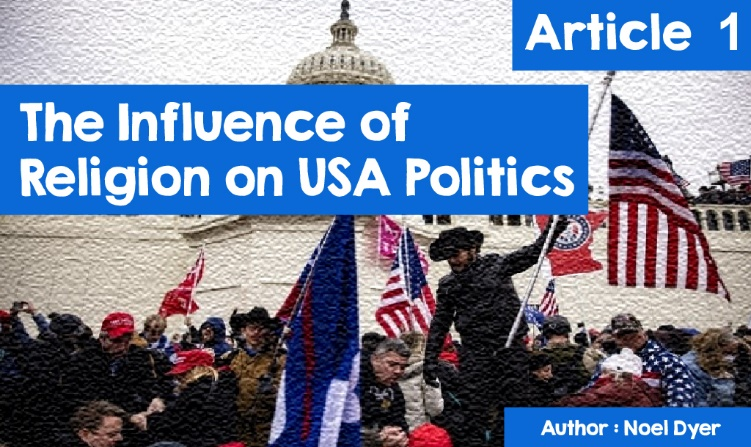 Article 1
The Influence of
Religion on USA Politics
Author : Noel Dyer